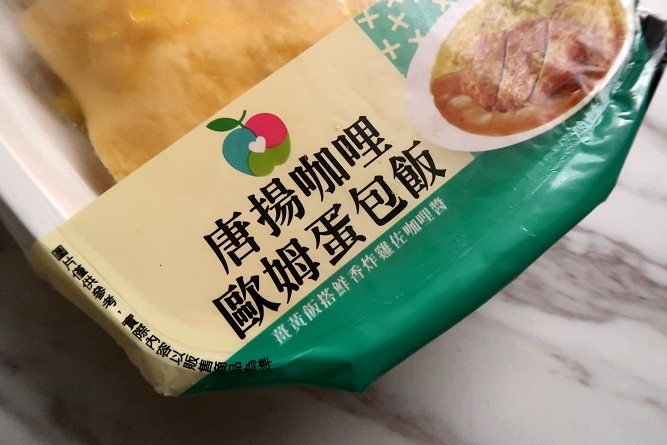 唐揚咖哩
歐姆蛋包飯
薑黃飯搭鮮香炸雞佐咖哩醬
圖片僅供參考，實際內容以販售商品為準